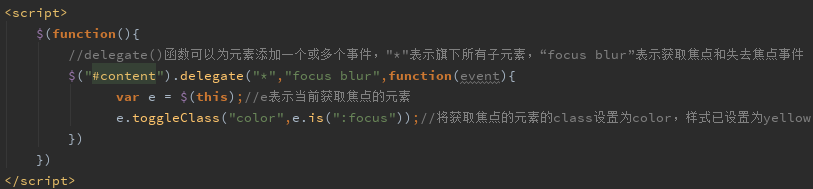 <script>
$(function(){
//delegate()函数可以为元素添加一个或多个事件，"*"表示旗下所有子元素，“focus blur”表示获取焦点和失去焦点事件
$("#content").delegate("*","focus blur",function(event){
var e = $(this);//e表示当前获取焦点的元素
e.toggleClass("color",e.is(":focus"));//将获取焦点的元素的class设置为color，样式已设置为yellow
})
})
</script>